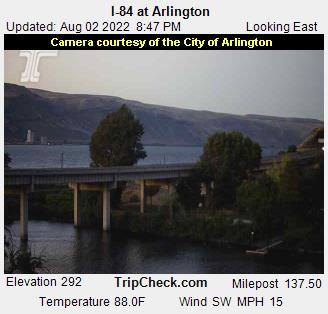 I-84 at Arlington
Updated: Aug 02 2022 8:47 PM Looking East
Camera courtesy of the City of Arlington
Elevation 292 TripCheck.com Milepost 137.50
Temperature 88.0F Wind SW MPH 15